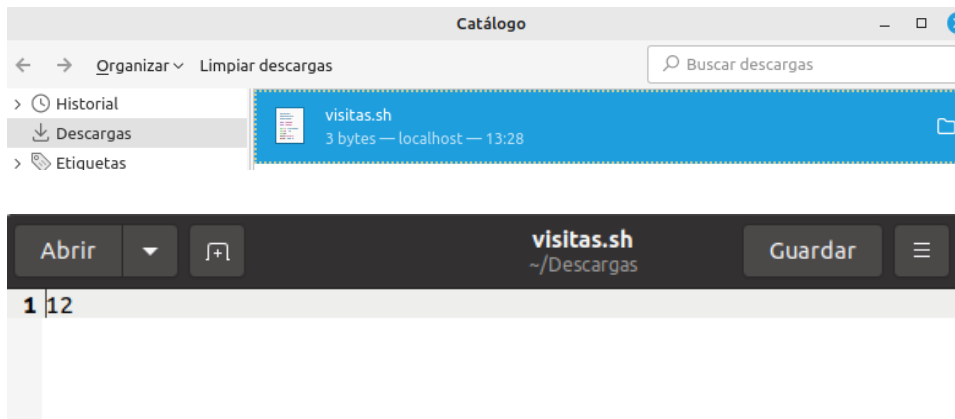 Catálogo
Organizar Limpiar descargas Buscar descargas
Historial
Descargas
Etiquetas
visitas.sh
3 bytes — localhost — 13:28
Abrir visitas.sh Guardar
~/Descargas
1 12